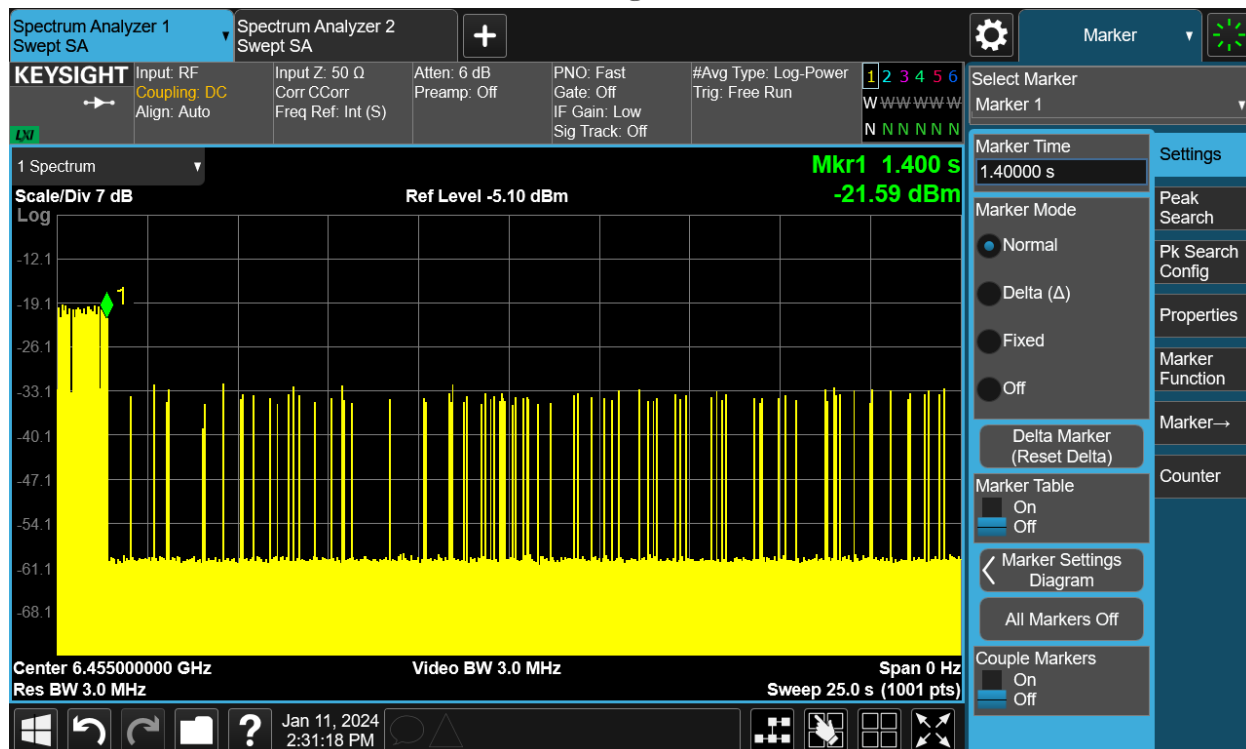 Spectrum Analyzer 1
Swept SA
Spectrum Analyzer 2
Swept SA
+
Marker
KEYSIGHT
LXI
Input: RF
Coupling: DC
Align: Auto
Input Z: 50 Ω
Corr CCorr
Freq Ref: Int (S)
Atten: 6 dB
Preamp: Off
PNO: Fast
Gate: Off
IF Gain: Low
Sig Track: Off
#Avg Type: Log-Power
Trig: Free Run
1 2 3 4 5 6
W W W W W W
N N N N N N
Select Marker
Marker 1
1 Spectrum
Scale/Div 7 dB
Ref Level -5.10 dBm
Mkr1 1.400 s
-21.59 dBm
Log
-12.1
-19.1
-26.1
-33.1
-40.1
-47.1
-54.1
-61.1
-68.1
1
Center 6.455000000 GHz
Res BW 3.0 MHz
Video BW 3.0 MHz
Span 0 Hz
Sweep 25.0 s (1001 pts)
Marker Time
1.40000 s
Marker Mode
Normal
Delta (Δ)
Fixed
Off
Delta Marker
(Reset Delta)
Marker Table
On
Off
Marker Settings
Diagram
All Markers Off
Couple Markers
On
Off
Settings
Peak
Search
Pk Search
Config
Properties
Marker
Function
Marker→
Counter
?
Jan 11, 2024
2:31:18 PM